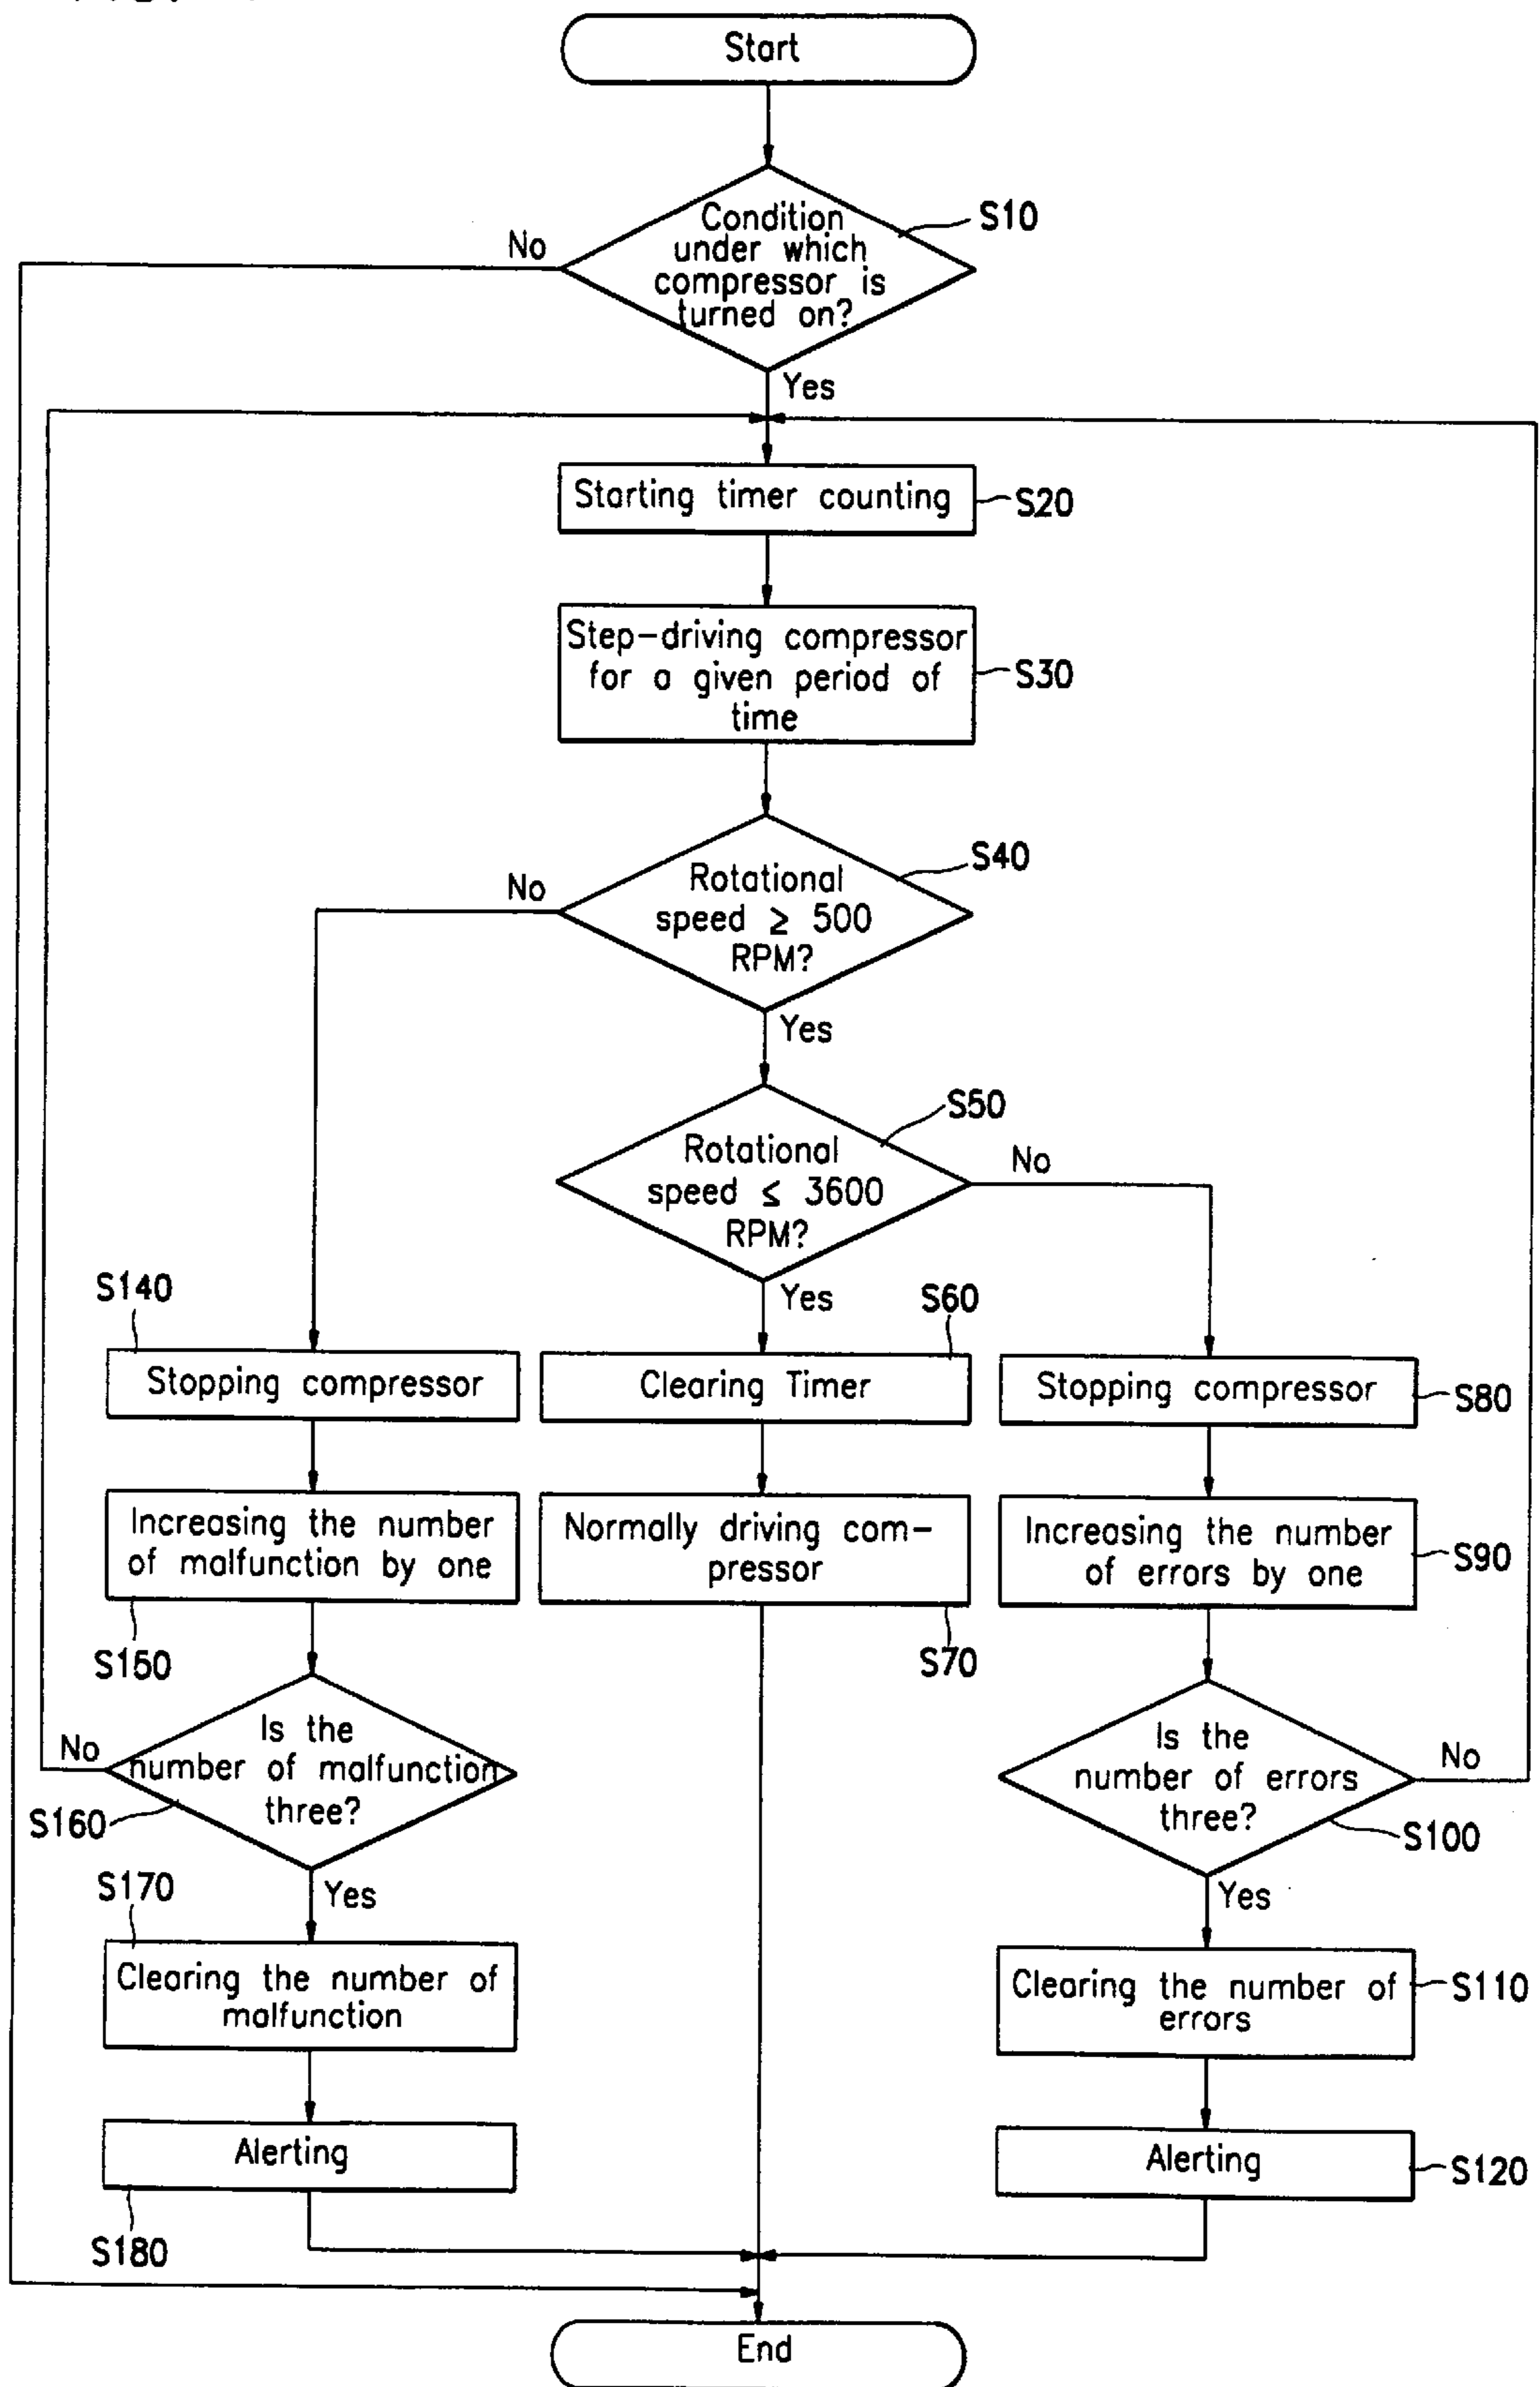 Start
Condition
under which
compressor is
turned on?
S10
No
Yes
Starting timer counting
S20
Step-driving compressor
for a given period of
time
S30
Rotational
speed ≥ 500
RPM?
S40
No
Yes
Rotational
speed ≤ 3600
RPM?
S50
No
Yes
S140
Stopping compressor
S60
Clearing Timer
Stopping compressor
S80
Increasing the number
of malfunction by one
S150
Normally driving com-
pressor
S70
Increasing the number
of errors by one
S90
Is the
number of malfunction
three?
No
S160
Yes
Is the
number of errors
three?
No
S100
Yes
S170
Clearing the number of
malfunction
Clearing the number of
errors
S110
Alerting
S180
Alerting
S120
End